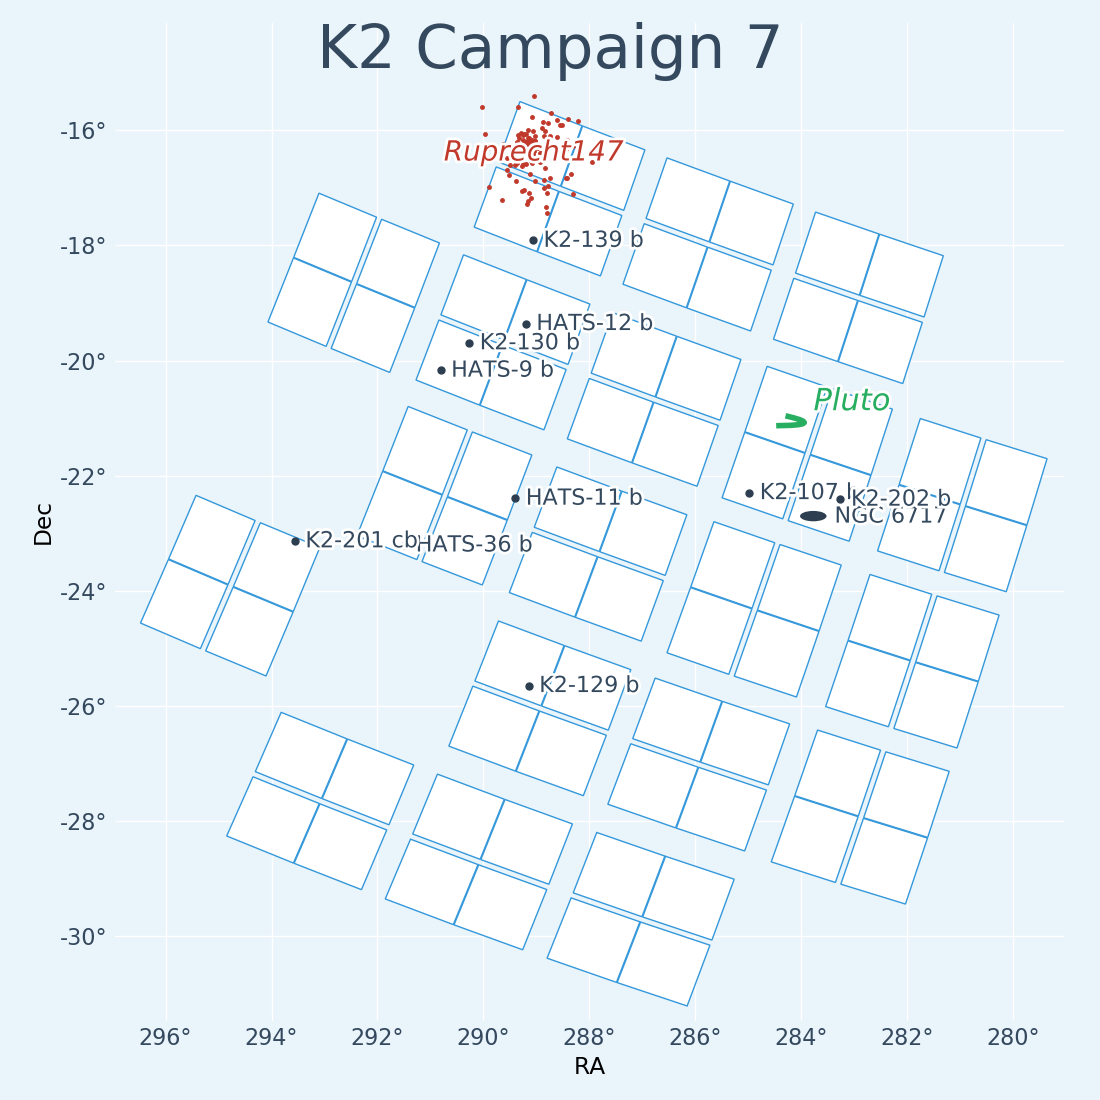 K2 Campaign 7
Ruprecht147
K2-139 b
HATS-12 b
K2-130 b
HATS-9 b
Pluto
K2-107 b
K2-202 b
HATS-11 b
NGC 6717
K2-201 cb
HATS-36 b
K2-129 b
-16°
-18°
-20°
-22°
-24°
-26°
-28°
-30°
Dec
296° 294° 292° 290° 288° 286° 284° 282° 280°
RA